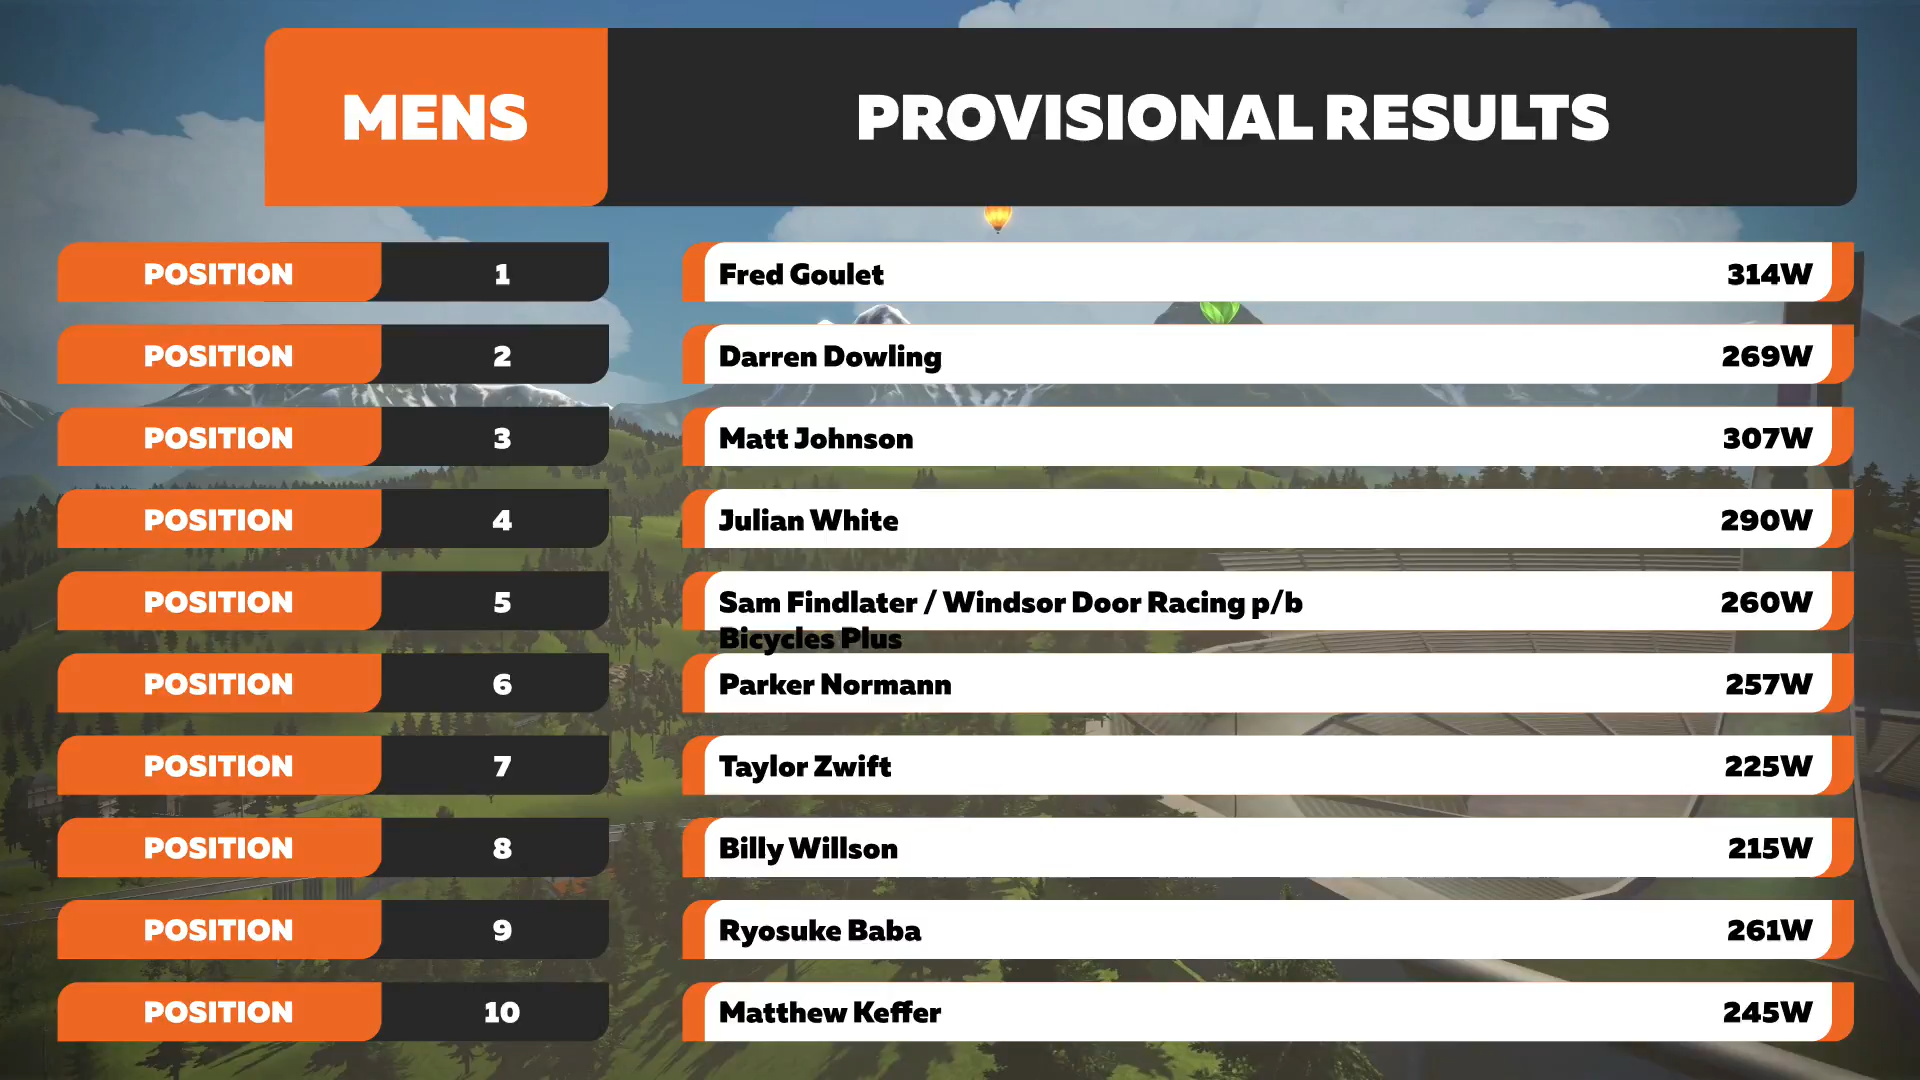 MENS PROVISIONAL RESULTS
POSITION 1 Fred Goulet 314W
POSITION 2 Darren Dowling 269W
POSITION 3 Matt Johnson 307W
POSITION 4 Julian White 290W
POSITION 5 Sam Findlater / Windsor Door Racing p/b 260W
Bicycles Plus
POSITION 6 Parker Normann 257W
POSITION 7 Taylor Zwift 225W
POSITION 8 Billy Willson 215W
POSITION 9 Ryosuke Baba 261W
POSITION 10 Matthew Keffer 245W